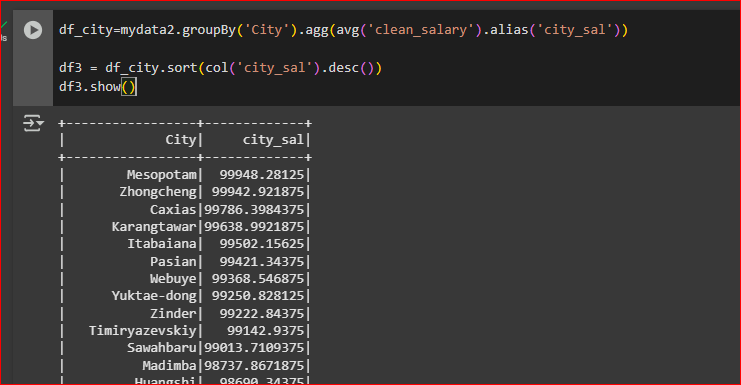 df_city=mydata2.groupBy('City').agg(avg('clean_salary').alias('city_sal'))
df3 = df_city.sort(col('city_sal').desc())
df3.show()
+-----------------+-------------+
|             City|     city_sal|
+-----------------+-------------+
|        Mesopotam|  99948.28125|
|       Zhongcheng| 99942.921875|
|           Caxias|99786.3984375|
|      Karangtawar|99638.9921875|
|        Itabaiana|  99502.15625|
|           Pasian|  99421.34375|
|           Webuye| 99368.546875|
|      Yuktae-dong| 99250.828125|
|           Zinder|  99222.84375|
|   Timiryazevskiy|   99142.9375|
|        Sawahbaru|99013.7109375|
|          Madimba|98737.8671875|
|         Huangshi|  98690.34375|